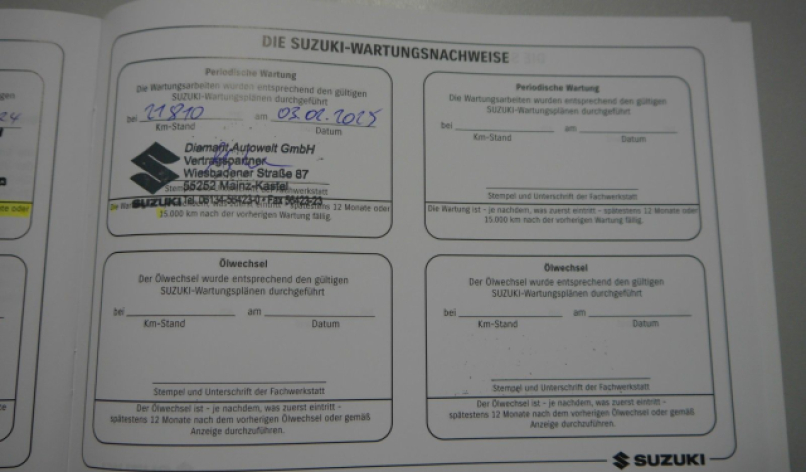 DIE SUZUKI-WARTUNGSNACHWEISE
Periodische Wartung
Die Wartungsarbeiten wurden entsprechend den gültigen
SUZUKI-Wartungsplänen durchgeführt
bei 21810 am 03.02.2025
Km-Stand Datum
Diamant Autowelt GmbH
Vertragspartner
Wiesbadener Straße 87
55252 Mainz-Kastel
SUZUKI Tel. 06134-56423-0 • Fax 56423-23
spätestens 12 Monate oder
15.000 km nach der vorherigen Wartung fällig.
Periodische Wartung
Die Wartungsarbeiten wurden entsprechend den gültigen
SUZUKI-Wartungsplänen durchgeführt
bei am
Km-Stand Datum
Stempel und Unterschrift der Fachwerkstatt
Die Wartung ist - je nachdem, was zuerst eintritt - spätestens 12 Monate oder
15.000 km nach der vorherigen Wartung fällig.
Ölwechsel
Der Ölwechsel wurde entsprechend den gültigen
SUZUKI-Wartungsplänen durchgeführt
bei am
Km-Stand Datum
Stempel und Unterschrift der Fachwerkstatt
Der Ölwechsel ist - je nachdem, was zuerst eintritt -
spätestens 12 Monate nach dem vorherigen Ölwechsel oder gemäß
Anzeige durchzuführen.
Ölwechsel
Der Ölwechsel wurde entsprechend den gültigen
SUZUKI-Wartungsplänen durchgeführt
bei am
Km-Stand Datum
Stempel und Unterschrift der Fachwerkstatt
Der Ölwechsel ist - je nachdem, was zuerst eintritt -
spätestens 12 Monate nach dem vorherigen Ölwechsel oder gemäß
Anzeige durchzuführen.
SUZUKI